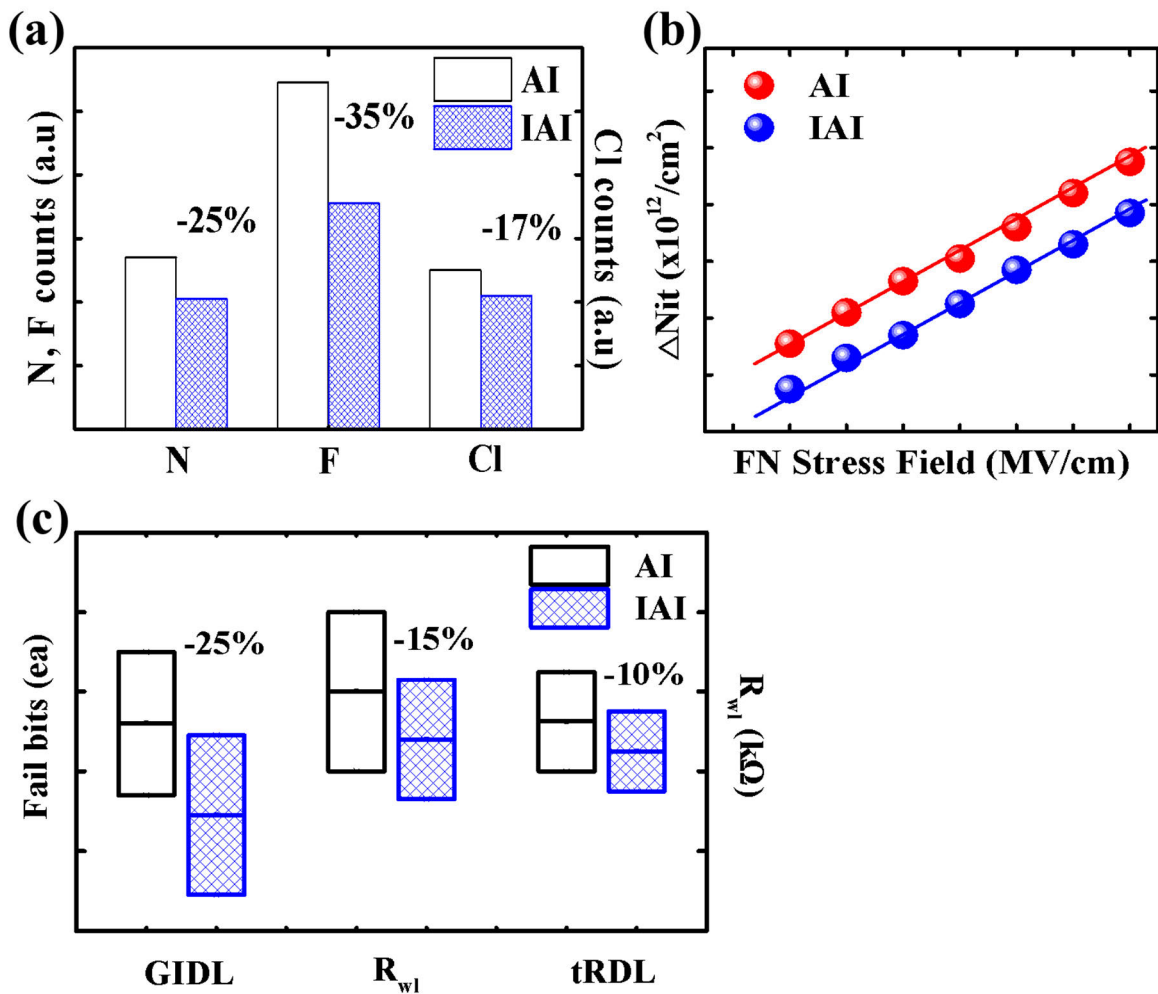 (a)
AI
IAI
-35%
-25%
-17%
N, F counts (a.u)
Cl counts (a.u)
N F Cl
(b)
AI
IAI
△Nit (x10¹²/cm²)
FN Stress Field (MV/cm)
(c)
AI
IAI
-25%
-15%
-10%
Fail bits (ea)
R_wl (kΩ)
GIDL R_wl tRDL